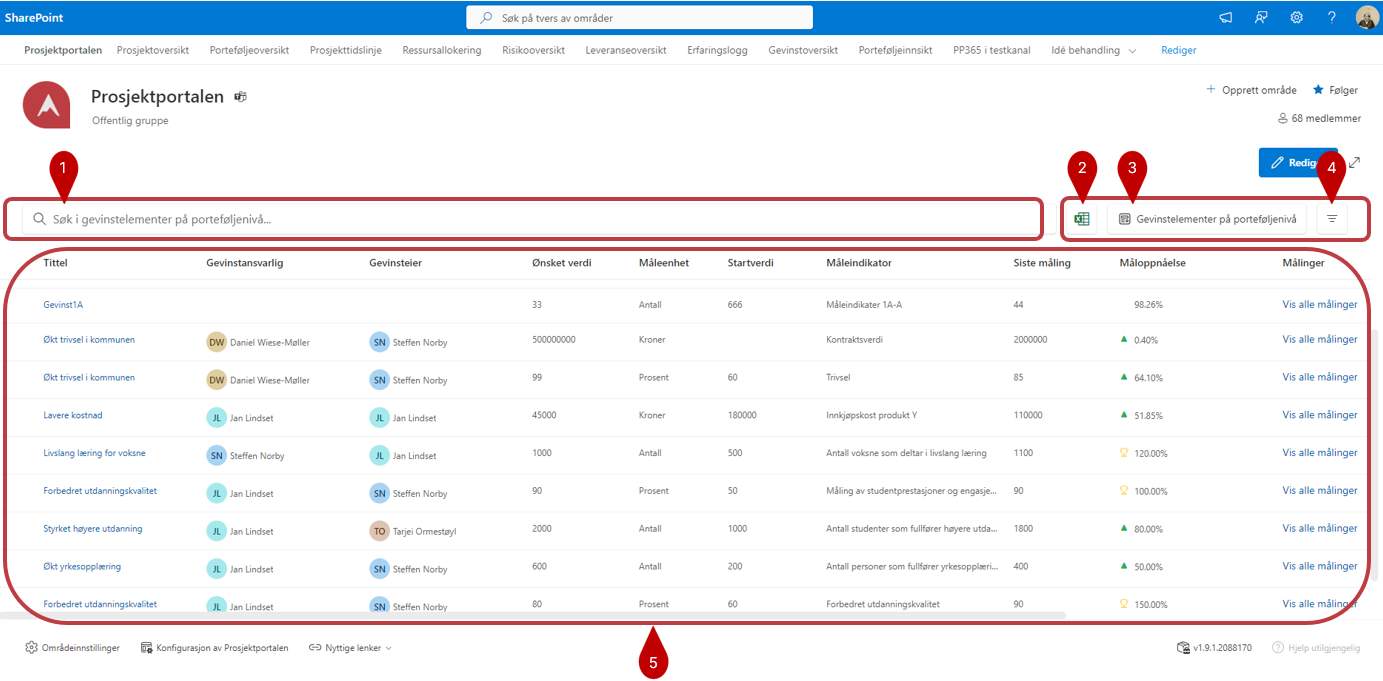 SharePoint Søk på tvers av områder
Prosjektportalen Prosjektoversikt Porteføljeoversikt Prosjekttidslinje Ressursallokering Risikooversikt Leveranseoversikt Erfaringslogg Gevinstoversikt Porteføljeinnsikt PP365 i testkanal Idé behandling Rediger
Prosjektportalen
Offentlig gruppe
Opprett område Følger
68 medlemmer
1 2 3 4
Søk i gevinstelementer på porteføljenivå... Gevinstelementer på porteføljenivå
Tittel Gevinstansvarlig Gevinsteier Ønsket verdi Måleenhet Startverdi Måleindikator Siste måling Måloppnåelse Målinger
Gevinst1A 33 Antall 666 Måleindikater 1A-A 44 98.26% Vis alle målinger
Økt trivsel i kommunen DW Daniel Wiese-Møller SN Steffen Norby 500000000 Kroner Kontraktsverdi 2000000 0.40% Vis alle målinger
Økt trivsel i kommunen DW Daniel Wiese-Møller SN Steffen Norby 99 Prosent 60 Trivsel 85 64.10% Vis alle målinger
Lavere kostnad JL Jan Lindset JL Jan Lindset 45000 Kroner 180000 Innkjøpskost produkt Y 110000 51.85% Vis alle målinger
Livslang læring for voksne SN Steffen Norby JL Jan Lindset 1000 Antall 500 Antall voksne som deltar i livslang læring 1100 120.00% Vis alle målinger
Forbedret utdanningskvalitet JL Jan Lindset SN Steffen Norby 90 Prosent 50 Måling av studentprestasjoner og engasje... 90 100.00% Vis alle målinger
Styrket høyere utdanning JL Jan Lindset TO Tarjei Ormestøyl 2000 Antall 1000 Antall studenter som fullfører høyere utda... 1800 80.00% Vis alle målinger
Økt yrkesopplæring JL Jan Lindset SN Steffen Norby 600 Antall 200 Antall personer som fullfører yrkesopplæri... 400 50.00% Vis alle målinger
Forbedret utdanningskvalitet JL Jan Lindset SN Steffen Norby 80 Prosent 60 Forbedret utdanningskvalitet 90 150.00% Vis alle målinger
Områdeinnstillinger Konfigurasjon av Prosjektportalen Nyttige lenker v1.9.1.2088170 Hjelp utilgjengelig
5